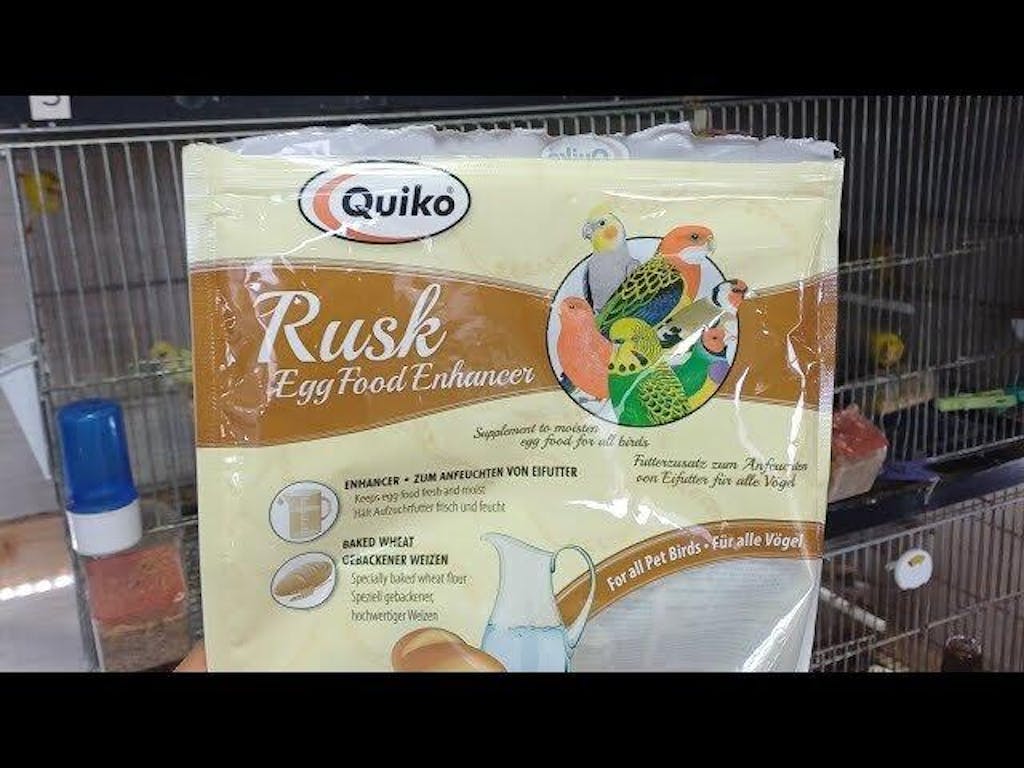 5
Quiko
Quiko®
Rusk
Egg Food Enhancer
Supplement to moisten
egg food for all birds
Futterzusatz zum Anfeuchten
von Eifutter für alle Vögel
ENHANCER • ZUM ANFEUCHTEN VON EIFUTTER
Keeps egg food fresh and moist
Hält Aufzuchtfutter frisch und feucht
BAKED WHEAT
GEBACKENER WEIZEN
Specially baked wheat flour
Speziell gebackener,
hochwertiger Weizen
For all Pet Birds • Für alle Vögel